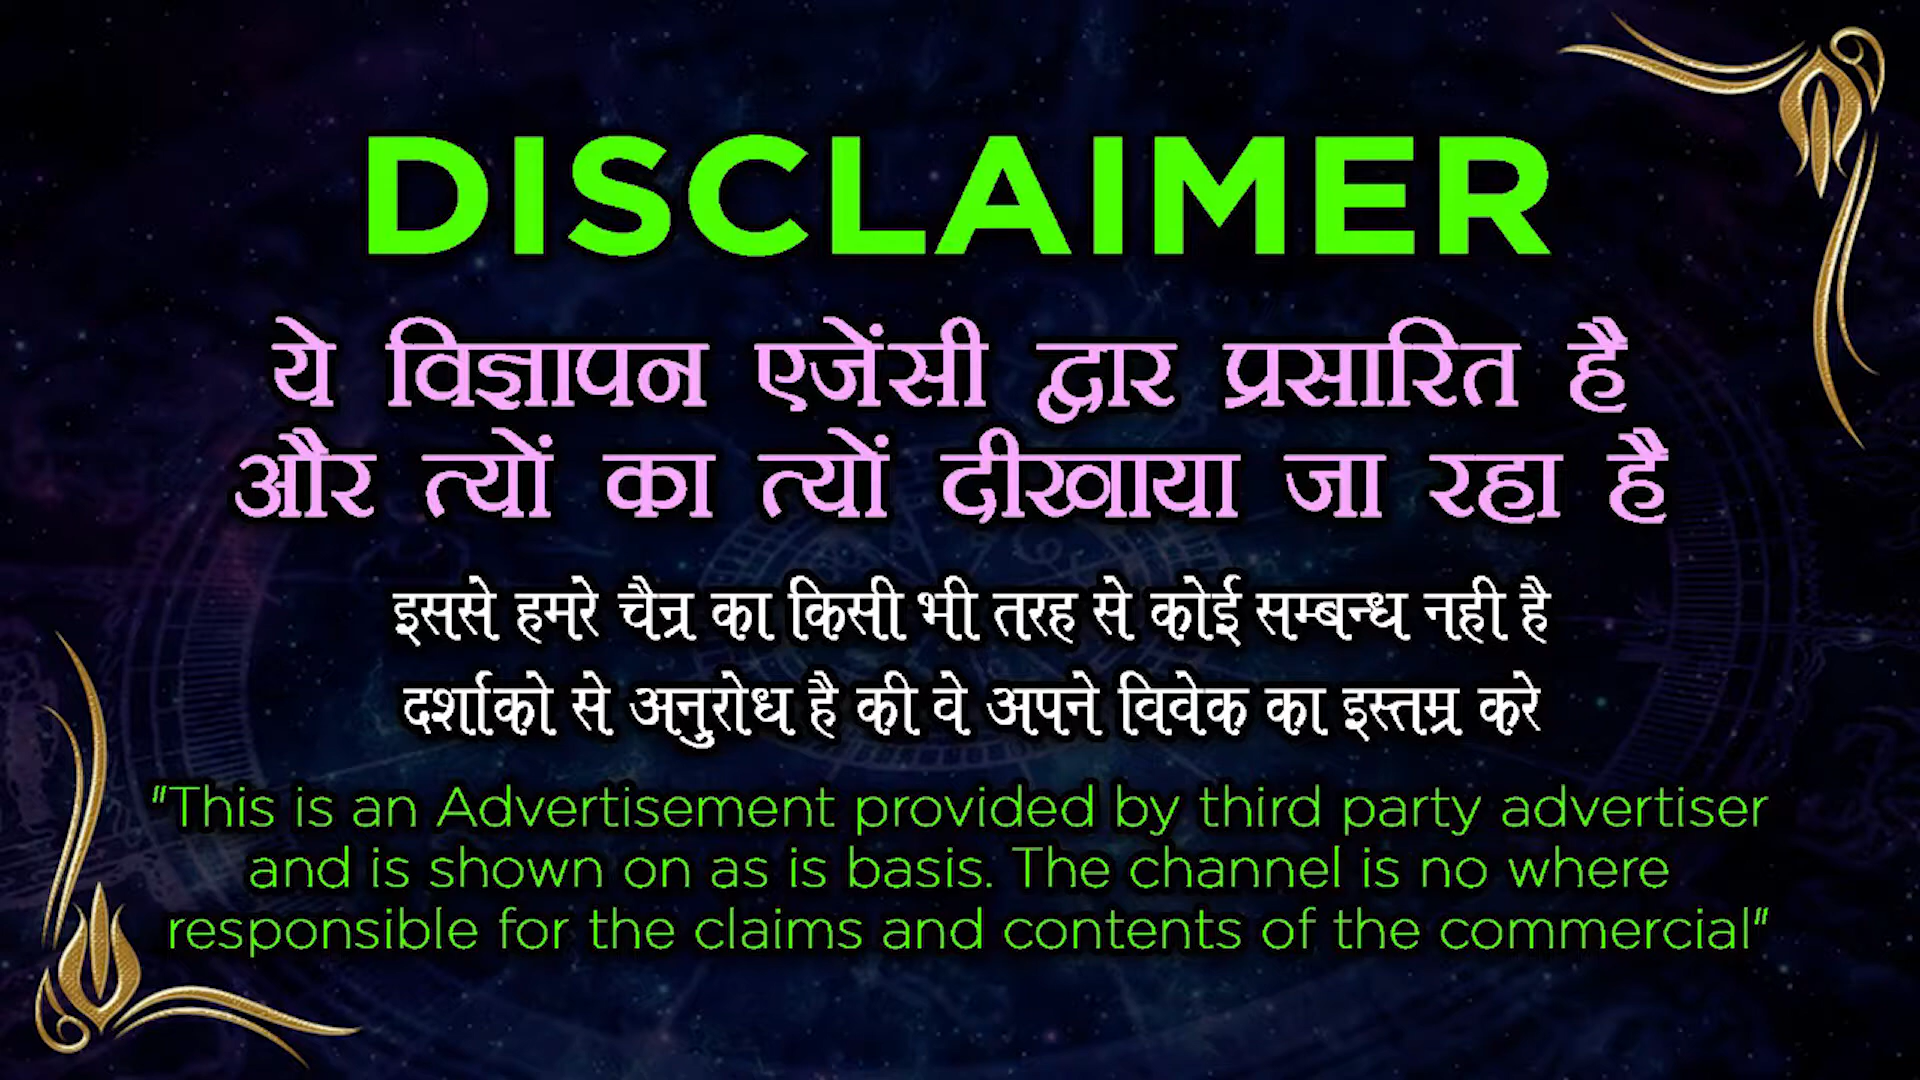 DISCLAIMER
ये विज्ञापन एजेंसी द्वार प्रसारित है
और त्यों का त्यों दीखाया जा रहा है
इससे हमरे चैन्र का किसी भी तरह से कोई सम्बन्ध नही है
दर्शाको से अनुरोध है की वे अपने विवेक का इस्तम्र करे
"This is an Advertisement provided by third party advertiser
and is shown on as is basis. The channel is no where
responsible for the claims and contents of the commercial"